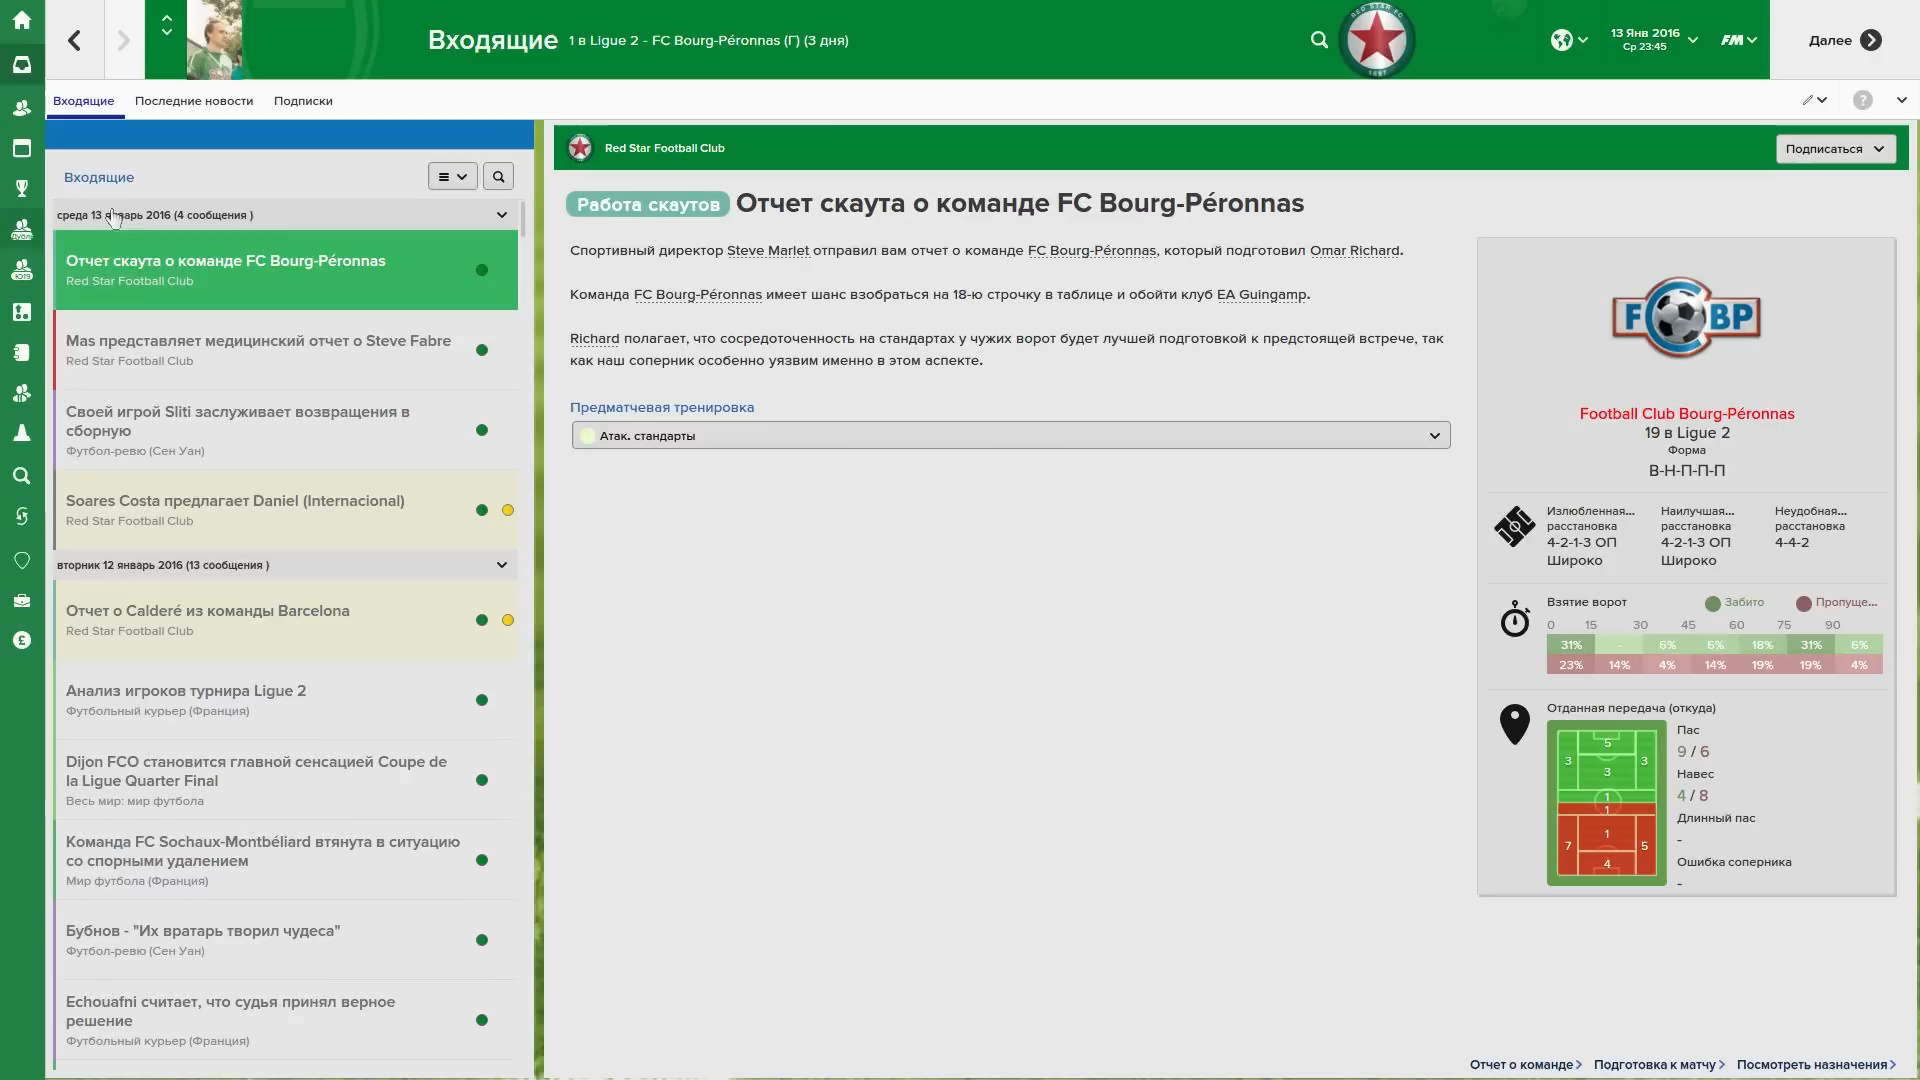 Входящие 1 в Ligue 2 - FC Bourg-Péronnas (Г) (3 дня)
RED STAR FC
1897
13 Янв 2016
Ср 23:45
FM
Далее
Входящие Последние новости Подписки
?
Входящие
среда 13 январь 2016 (4 сообщения )
Отчет скаута о команде FC Bourg-Péronnas
Red Star Football Club
Mas представляет медицинский отчет о Steve Fabre
Red Star Football Club
Своей игрой Sliti заслуживает возвращения в
сборную
Футбол-ревю (Сен Уан)
Soares Costa предлагает Daniel (Internacional)
Red Star Football Club
вторник 12 январь 2016 (13 сообщения )
Отчет о Calderé из команды Barcelona
Red Star Football Club
Анализ игроков турнира Ligue 2
Футбольный курьер (Франция)
Dijon FCO становится главной сенсацией Coupe de
la Ligue Quarter Final
Весь мир: мир футбола
Команда FC Sochaux-Montbéliard втянута в ситуацию
со спорными удалением
Мир футбола (Франция)
Бубнов - "Их вратарь творил чудеса"
Футбол-ревю (Сен Уан)
Echouafni считает, что судья принял верное
решение
Футбольный курьер (Франция)
Red Star Football Club
Подписаться
Работа скаутов Отчет скаута о команде FC Bourg-Péronnas
Спортивный директор Steve Marlet отправил вам отчет о команде FC Bourg-Péronnas, который подготовил Omar Richard.
Команда FC Bourg-Péronnas имеет шанс взобраться на 18-ю строчку в таблице и обойти клуб EA Guingamp.
Richard полагает, что сосредоточенность на стандартах у чужих ворот будет лучшей подготовкой к предстоящей встрече, так
как наш соперник особенно уязвим именно в этом аспекте.
Предматчевая тренировка
Атак. стандарты
F BP
Football Club Bourg-Péronnas
19 в Ligue 2
Форма
В-Н-П-П-П
Излюбленная... Наилучшая... Неудобная...
расстановка расстановка расстановка
4-2-1-3 ОП 4-2-1-3 ОП 4-4-2
Широко Широко
Взятие ворот Забито Пропуще...
0 15 30 45 60 75 90
31% - 6% 6% 18% 31% 6%
23% 14% 4% 14% 19% 19% 4%
Отданная передача (откуда)
5
3 3
3
1
1
1
7 5
4
Пас
9 / 6
Навес
4 / 8
Длинный пас
-
Ошибка соперника
-
Отчет о команде Подготовка к матчу Посмотреть назначения